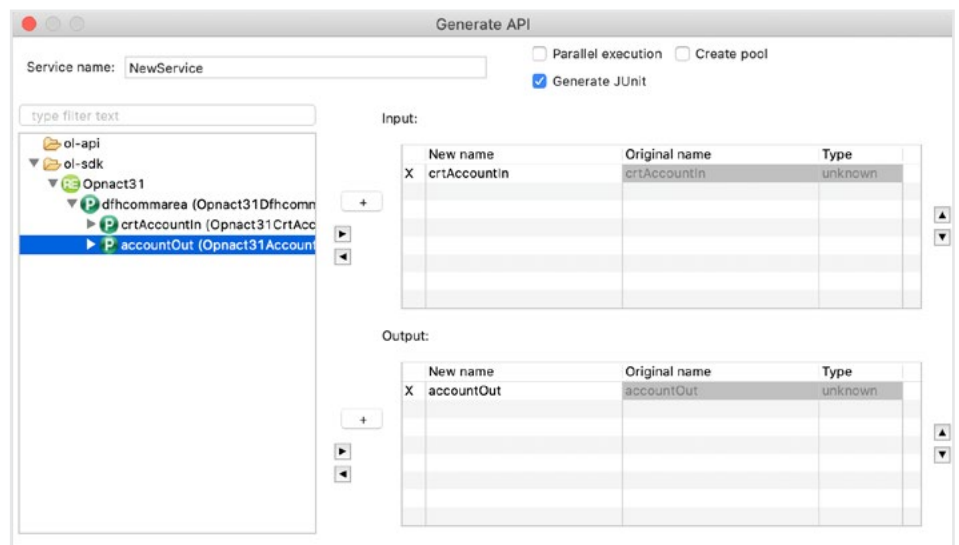 Generate API
Service name: NewService
Parallel execution Create pool
Generate JUnit
type filter text
ol-api
ol-sdk
RE Opnact31
P dfhcommarea (Opnact31Dfhcomn
P crtAccountIn (Opnact31CrtAcc
P accountOut (Opnact31Account
Input:
New name Original name Type
X crtAccountIn crtAccountIn unknown
+
Output:
New name Original name Type
X accountOut accountOut unknown
+